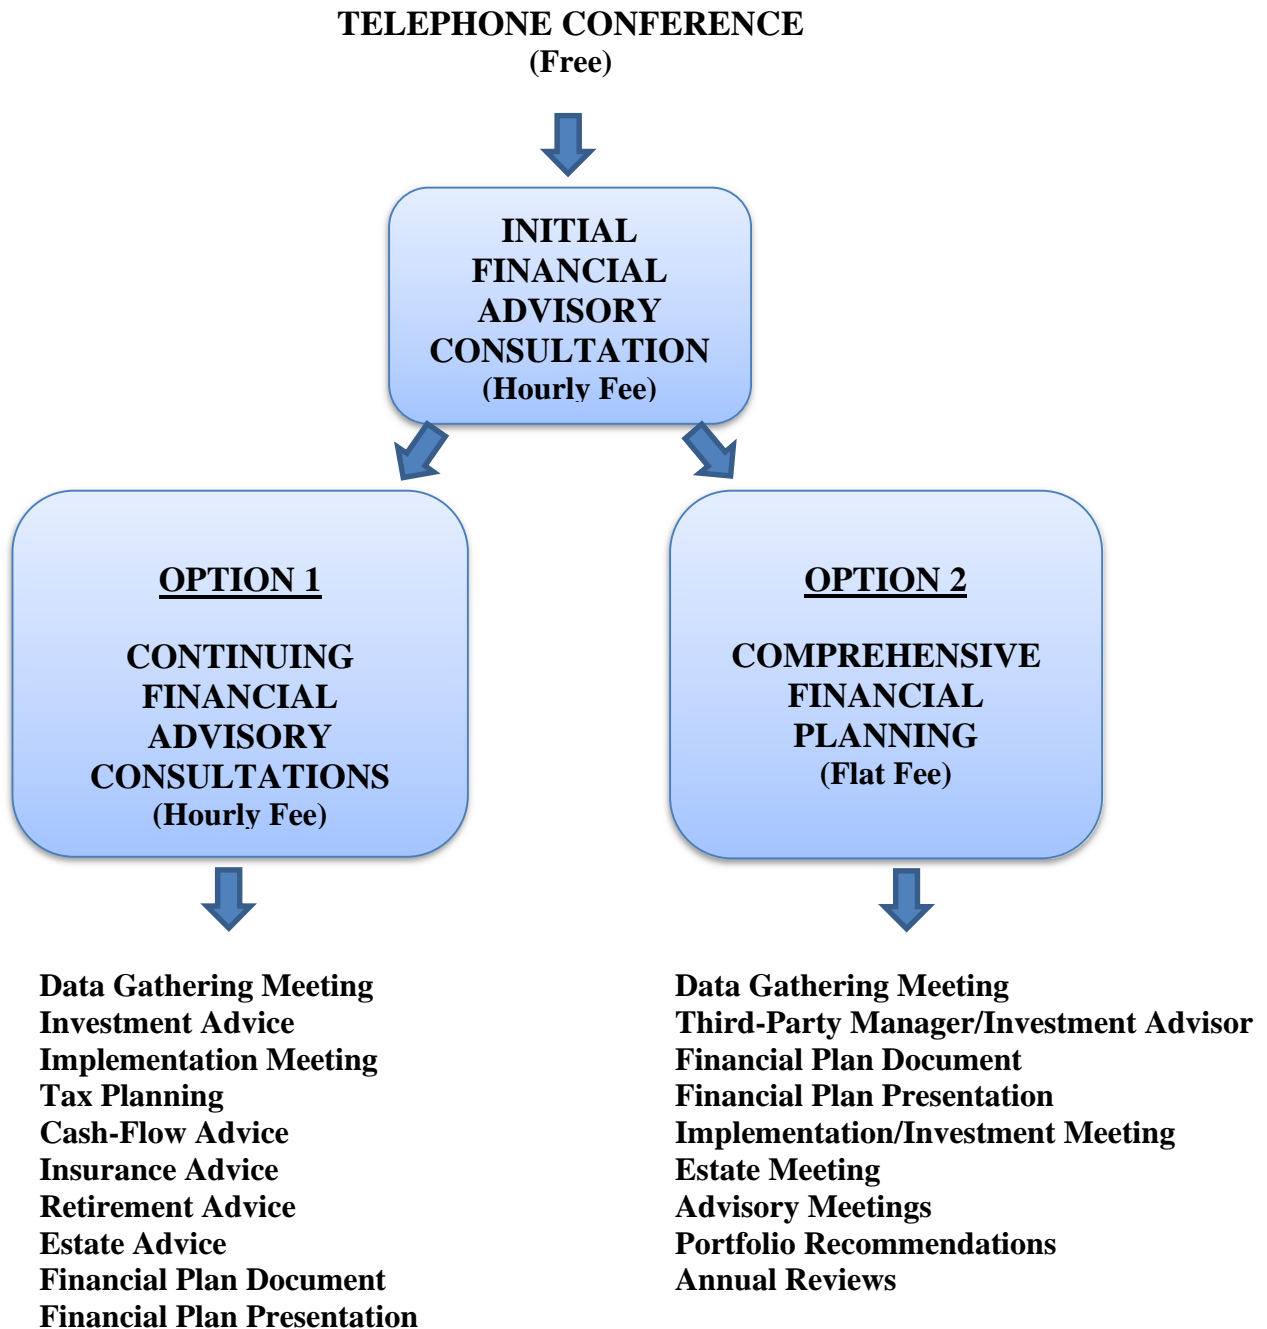 TELEPHONE CONFERENCE
(Free)
INITIAL
FINANCIAL
ADVISORY
CONSULTATION
(Hourly Fee)
OPTION 1
CONTINUING
FINANCIAL
ADVISORY
CONSULTATIONS
(Hourly Fee)
OPTION 2
COMPREHENSIVE
FINANCIAL
PLANNING
(Flat Fee)
Data Gathering Meeting
Investment Advice
Implementation Meeting
Tax Planning
Cash-Flow Advice
Insurance Advice
Retirement Advice
Estate Advice
Financial Plan Document
Financial Plan Presentation
Data Gathering Meeting
Third-Party Manager/Investment Advisor
Financial Plan Document
Financial Plan Presentation
Implementation/Investment Meeting
Estate Meeting
Advisory Meetings
Portfolio Recommendations
Annual Reviews